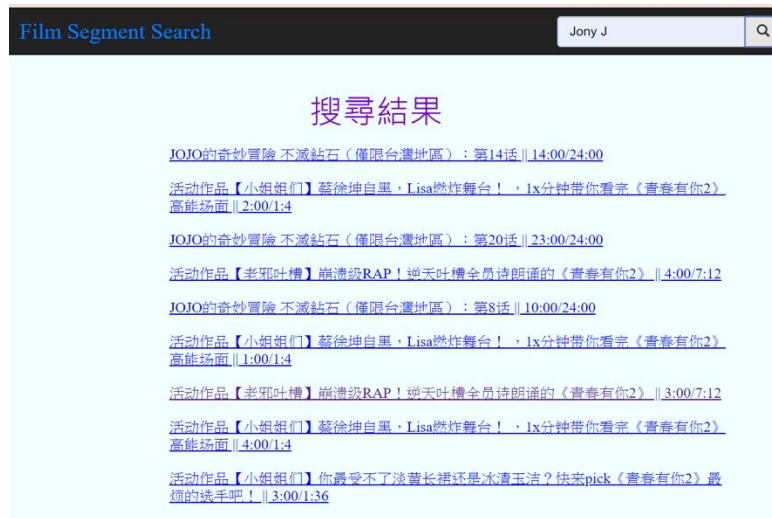 Film Segment Search
Jony J
搜尋結果
JOJO的奇妙冒險 不滅鉆石（僅限台灣地區）：第14话 || 14:00/24:00
活动作品【小姐姐们】蔡徐坤自黑，Lisa燃炸舞台！ ，1x分钟带你看完《青春有你2》
高能场面 || 2:00/1:4
JOJO的奇妙冒險 不滅鉆石（僅限台灣地區）：第20话 || 23:00/24:00
活动作品【老邪吐槽】崩溃级RAP！逆天吐槽全员诗朗诵的《青春有你2》 || 4:00/7:12
JOJO的奇妙冒險 不滅鉆石（僅限台灣地區）：第8话 || 10:00/24:00
活动作品【小姐姐们】蔡徐坤自黑，Lisa燃炸舞台！ ，1x分钟带你看完《青春有你2》
高能场面 || 1:00/1:4
活动作品【老邪吐槽】崩溃级RAP！逆天吐槽全员诗朗诵的《青春有你2》 || 3:00/7:12
活动作品【小姐姐们】蔡徐坤自黑，Lisa燃炸舞台！ ，1x分钟带你看完《青春有你2》
高能场面 || 4:00/1:4
活动作品【小姐姐们】你最受不了淡黄长裙还是冰清玉洁？快来pick《青春有你2》最
烦的选手吧！ || 3:00/1:36